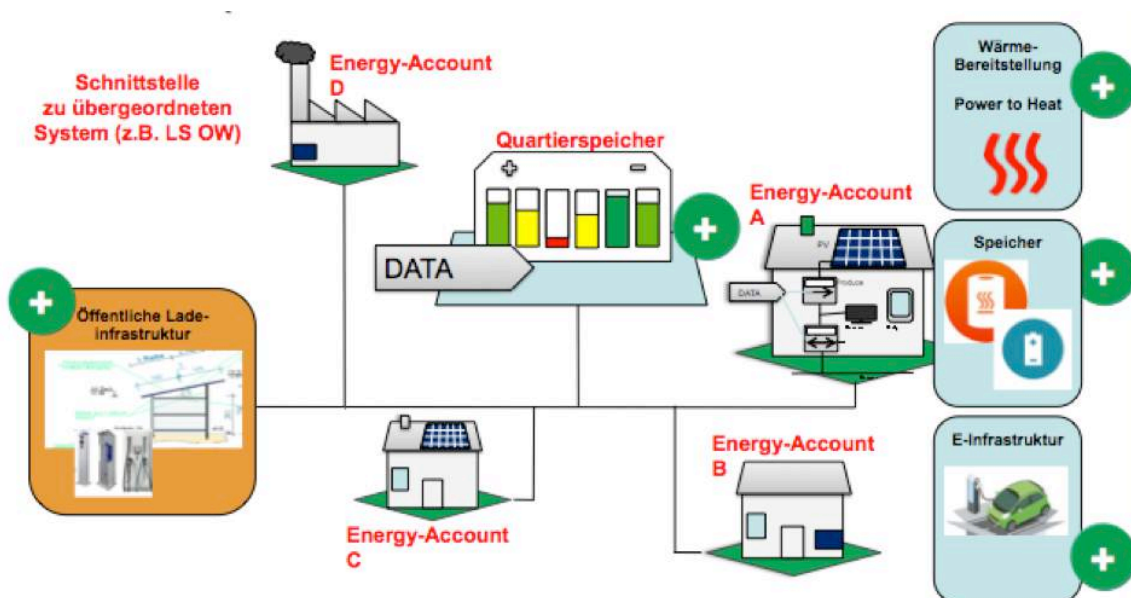 Schnittstelle
zu übergeordneten
System (z.B. LS OW)
Energy-Account
D
Quartierspeicher
+
−
DATA
Energy-Account
A
PV
DATA
Produce
Wärme-
Bereitstellung
Power to Heat
Speicher
E-Infrastruktur
Öffentliche Lade-
infrastruktur
Energy-Account
C
Energy-Account
B